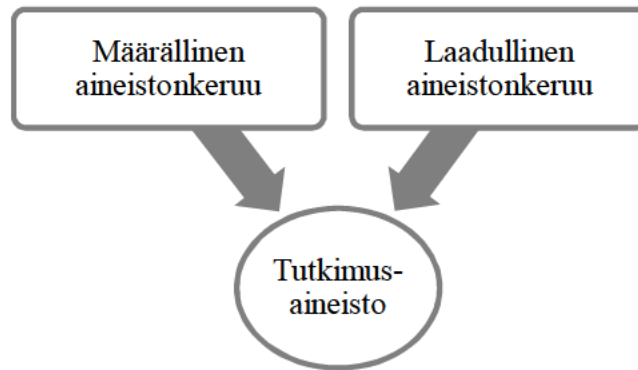 Määrällinen
aineistonkeruu
Laadullinen
aineistonkeruu
Tutkimus-
aineisto